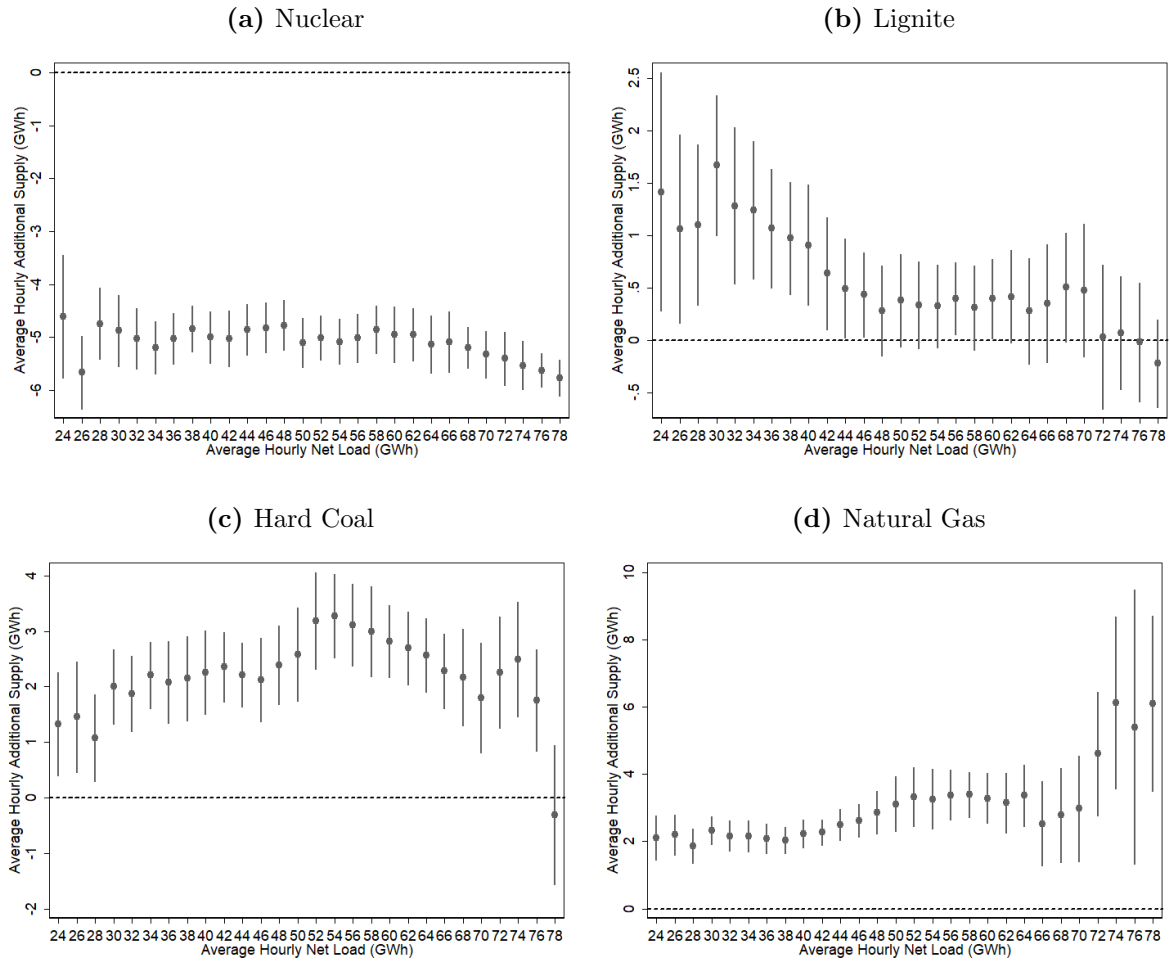 (a) Nuclear
Average Hourly Additional Supply (GWh)
0
-1
-2
-3
-4
-5
-6
24 26 28 30 32 34 36 38 40 42 44 46 48 50 52 54 56 58 60 62 64 66 68 70 72 74 76 78
Average Hourly Net Load (GWh)
(b) Lignite
Average Hourly Additional Supply (GWh)
2.5
2
1.5
1
.5
0
-.5
24 26 28 30 32 34 36 38 40 42 44 46 48 50 52 54 56 58 60 62 64 66 68 70 72 74 76 78
Average Hourly Net Load (GWh)
(c) Hard Coal
Average Hourly Additional Supply (GWh)
4
3
2
1
0
-1
-2
24 26 28 30 32 34 36 38 40 42 44 46 48 50 52 54 56 58 60 62 64 66 68 70 72 74 76 78
Average Hourly Net Load (GWh)
(d) Natural Gas
Average Hourly Additional Supply (GWh)
10
8
6
4
2
0
24 26 28 30 32 34 36 38 40 42 44 46 48 50 52 54 56 58 60 62 64 66 68 70 72 74 76 78
Average Hourly Net Load (GWh)